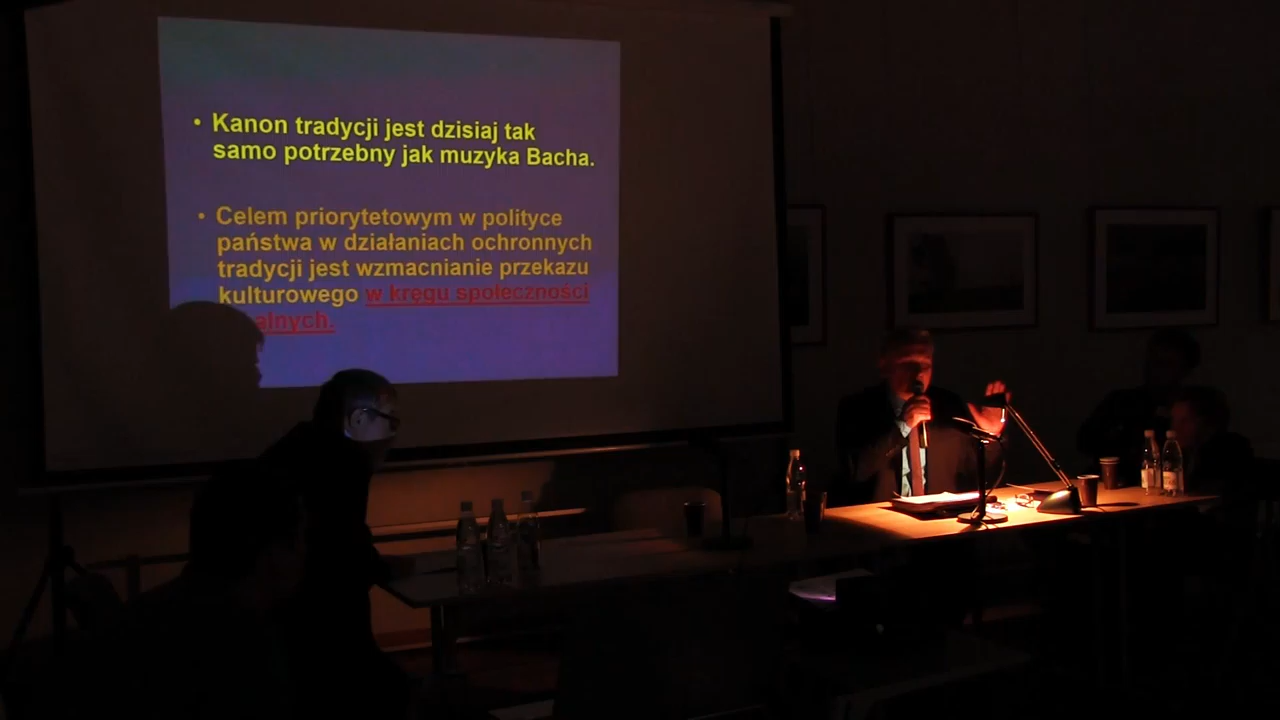 • Kanon tradycji jest dzisiaj tak
samo potrzebny jak muzyka Bacha.
• Celem priorytetowym w polityce
państwa w działaniach ochronnych
tradycji jest wzmacnianie przekazu
kulturowego w kręgu społeczności
alnych.